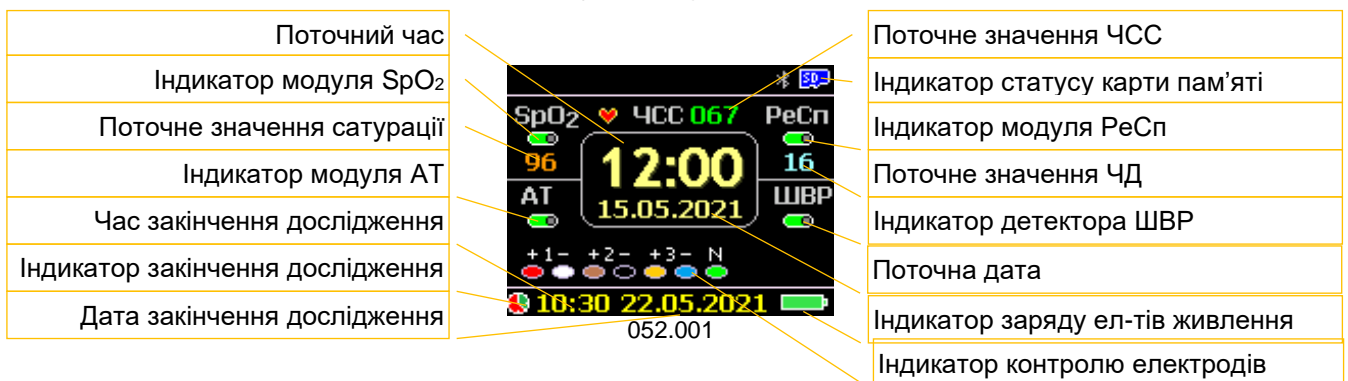 Поточний час
Індикатор модуля SpO2
Поточне значення сатурації
Індикатор модуля АТ
Час закінчення дослідження
Індикатор закінчення дослідження
Дата закінчення дослідження
SD
SpO2 ЧСС 067 РеСп
96 12:00 16
АТ 15.05.2021 ШВР
+1- +2- +3- N
10:30 22.05.2021
052.001
Поточне значення ЧСС
Індикатор статусу карти пам’яті
Індикатор модуля РеСп
Поточне значення ЧД
Індикатор детектора ШВР
Поточна дата
Індикатор заряду ел-тів живлення
Індикатор контролю електродів